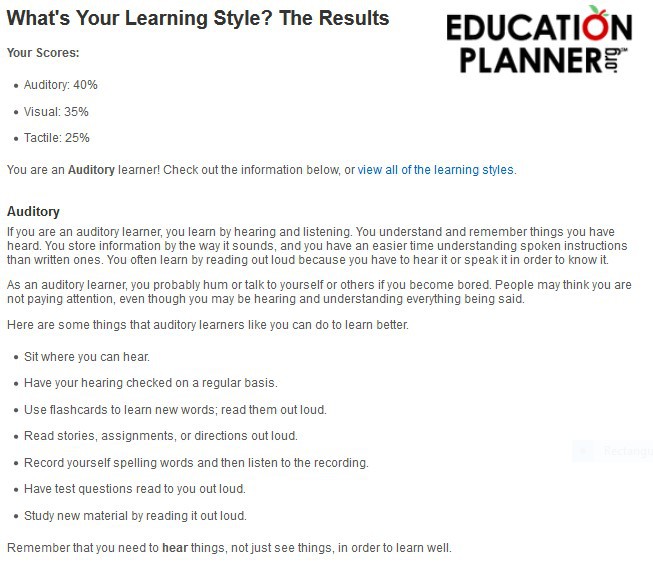 What's Your Learning Style? The Results
EDUCATION
PLANNER.org™
Your Scores:
• Auditory: 40%
• Visual: 35%
• Tactile: 25%
You are an Auditory learner! Check out the information below, or view all of the learning styles.
Auditory
If you are an auditory learner, you learn by hearing and listening. You understand and remember things you have
heard. You store information by the way it sounds, and you have an easier time understanding spoken instructions
than written ones. You often learn by reading out loud because you have to hear it or speak it in order to know it.
As an auditory learner, you probably hum or talk to yourself or others if you become bored. People may think you are
not paying attention, even though you may be hearing and understanding everything being said.
Here are some things that auditory learners like you can do to learn better.
• Sit where you can hear.
• Have your hearing checked on a regular basis.
• Use flashcards to learn new words; read them out loud.
• Read stories, assignments, or directions out loud.
• Record yourself spelling words and then listen to the recording.
• Have test questions read to you out loud.
• Study new material by reading it out loud.
Remember that you need to hear things, not just see things, in order to learn well.